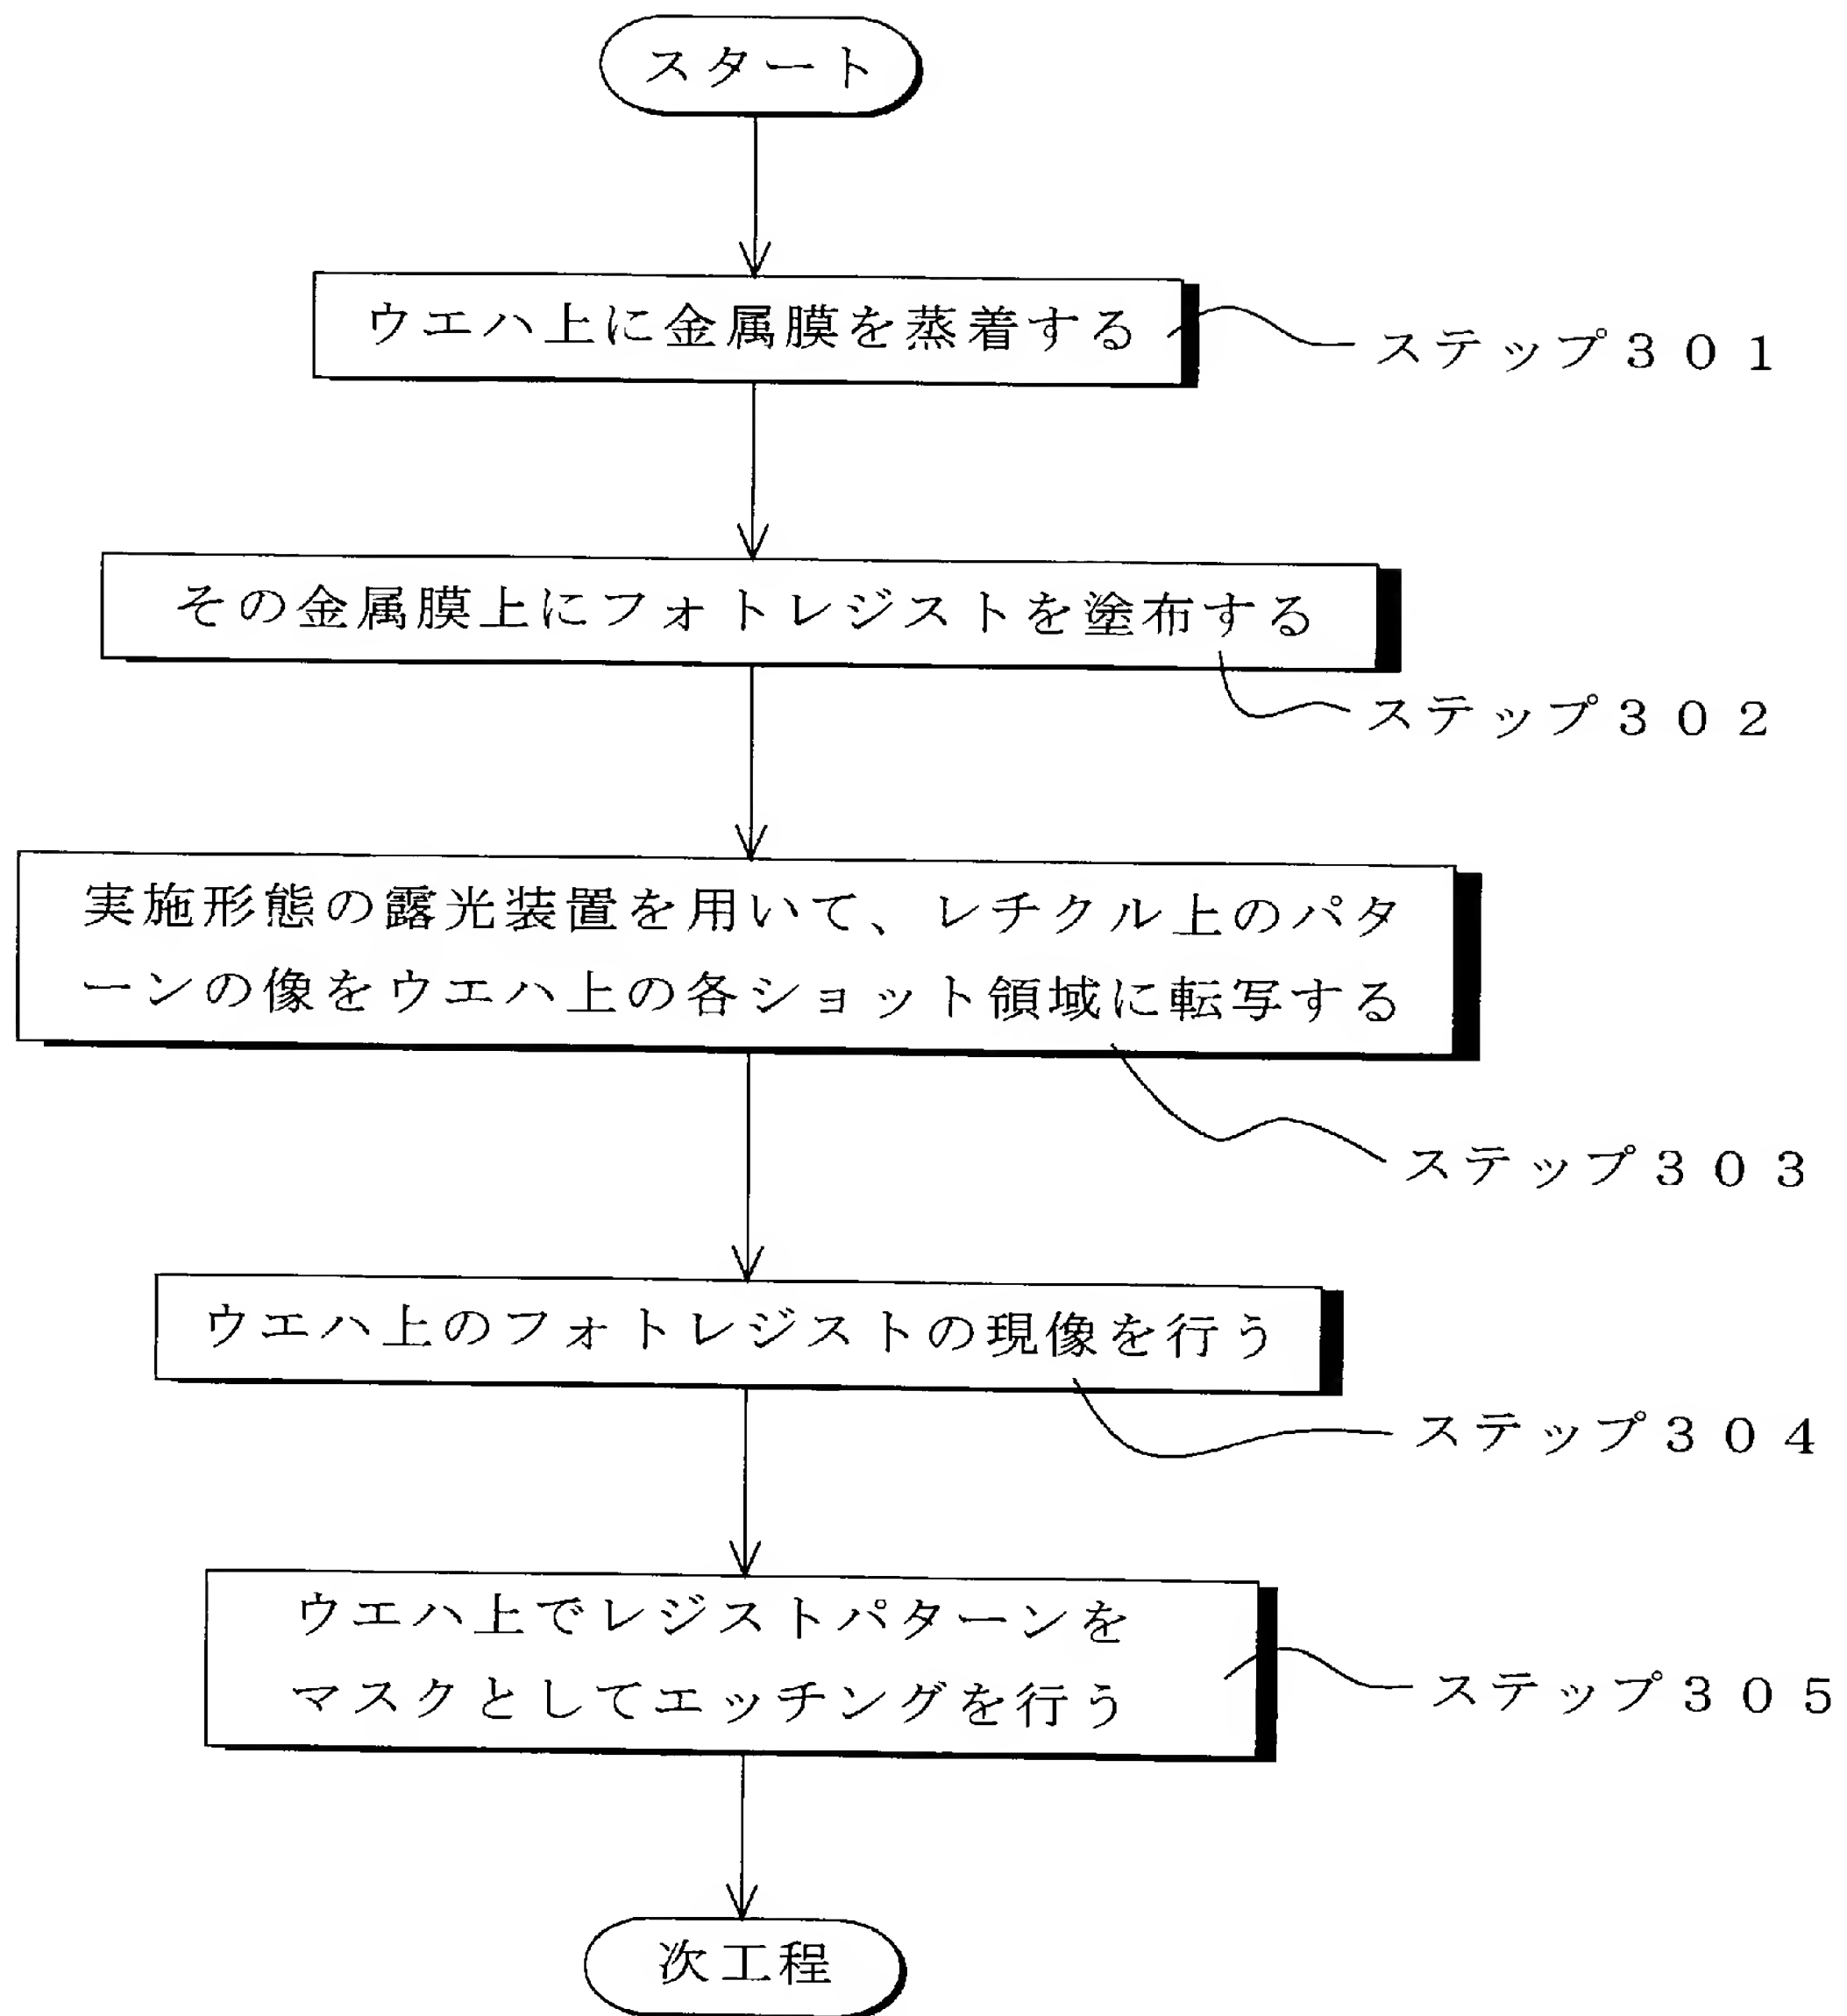 スタート
ウエハ上に金属膜を蒸着する
ステップ３０１
その金属膜上にフォトレジストを塗布する
ステップ３０２
実施形態の露光装置を用いて、レチクル上のパタ
ーンの像をウエハ上の各ショット領域に転写する
ステップ３０３
ウエハ上のフォトレジストの現像を行う
ステップ３０４
ウエハ上でレジストパターンを
マスクとしてエッチングを行う
ステップ３０５
次工程